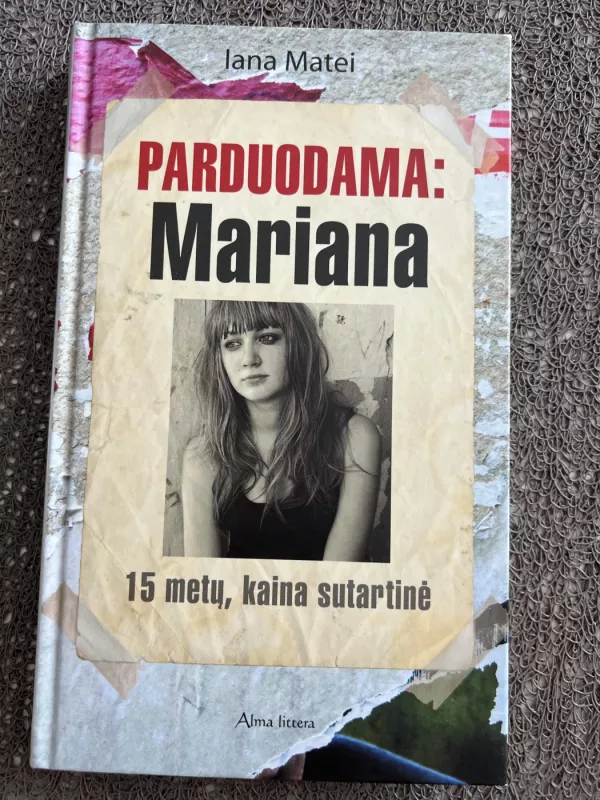 Iana Matei
PARDUODAMA:
Mariana
15 metų, kaina sutartinė
Alma littera